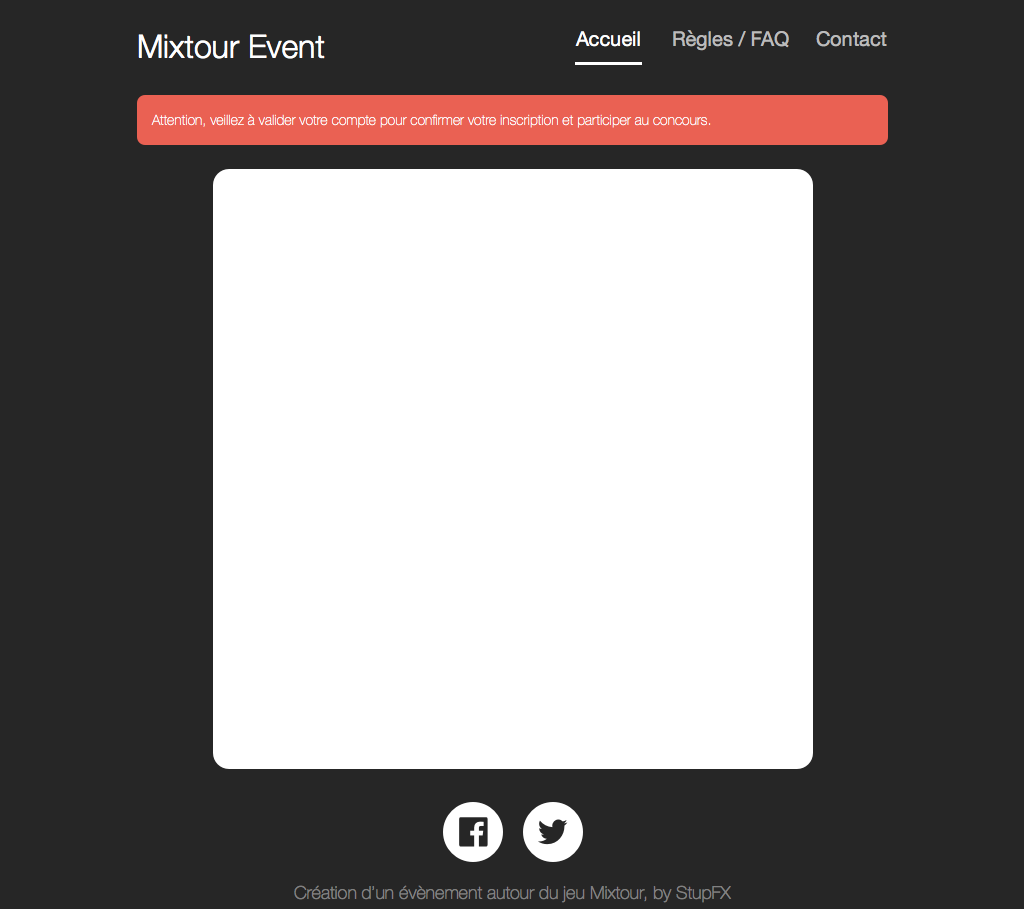 Mixtour Event
Accueil
Règles / FAQ
Contact
Attention, veillez à valider votre compte pour confirmer votre inscription et participer au concours.
Création d'un évènement autour du jeu Mixtour, by StupFX